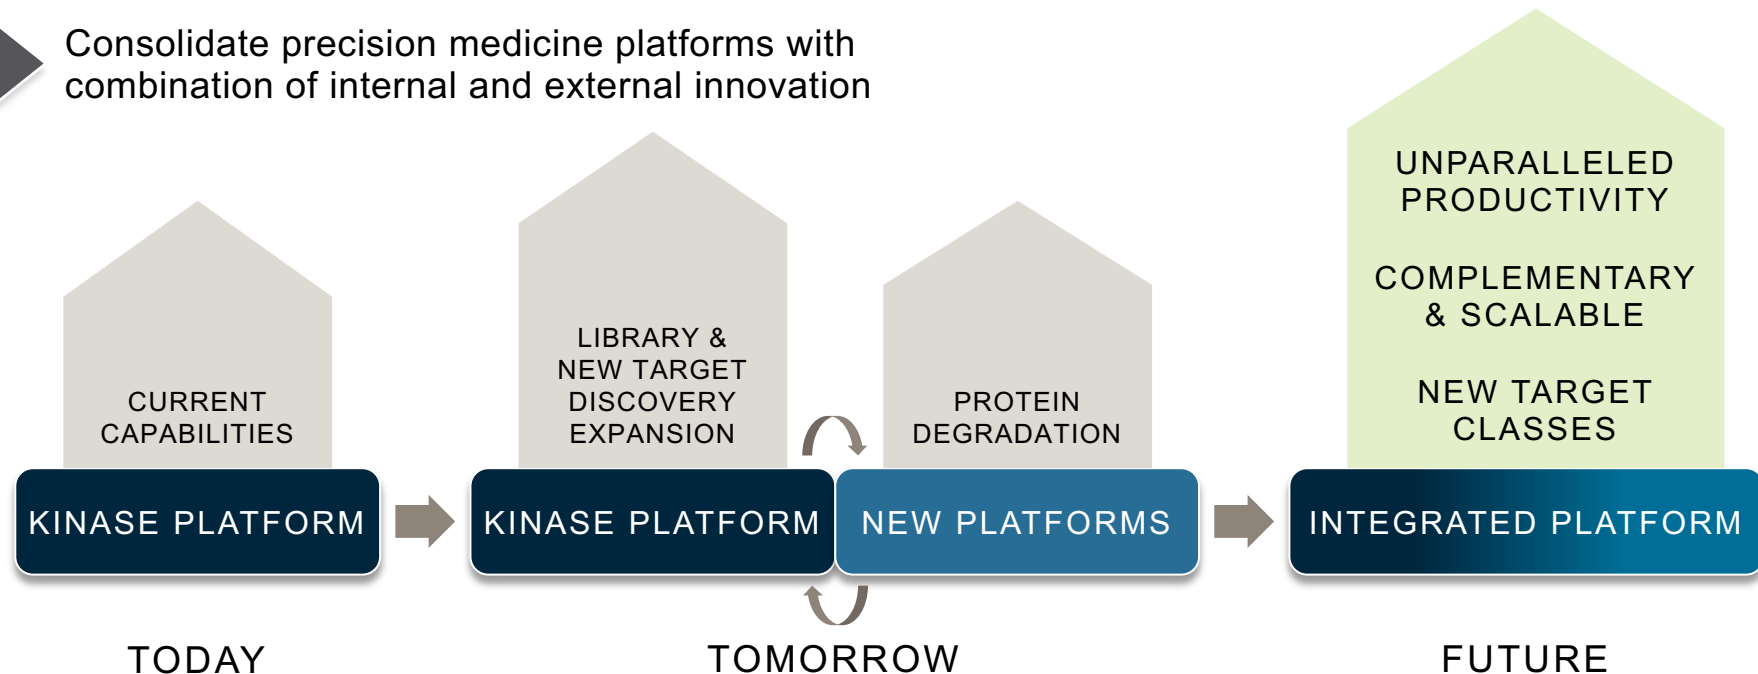 Consolidate precision medicine platforms with
combination of internal and external innovation
CURRENT
CAPABILITIES
KINASE PLATFORM
TODAY
LIBRARY &
NEW TARGET
DISCOVERY
EXPANSION
KINASE PLATFORM
PROTEIN
DEGRADATION
NEW PLATFORMS
TOMORROW
UNPARALLELED
PRODUCTIVITY
COMPLEMENTARY
& SCALABLE
NEW TARGET
CLASSES
INTEGRATED PLATFORM
FUTURE